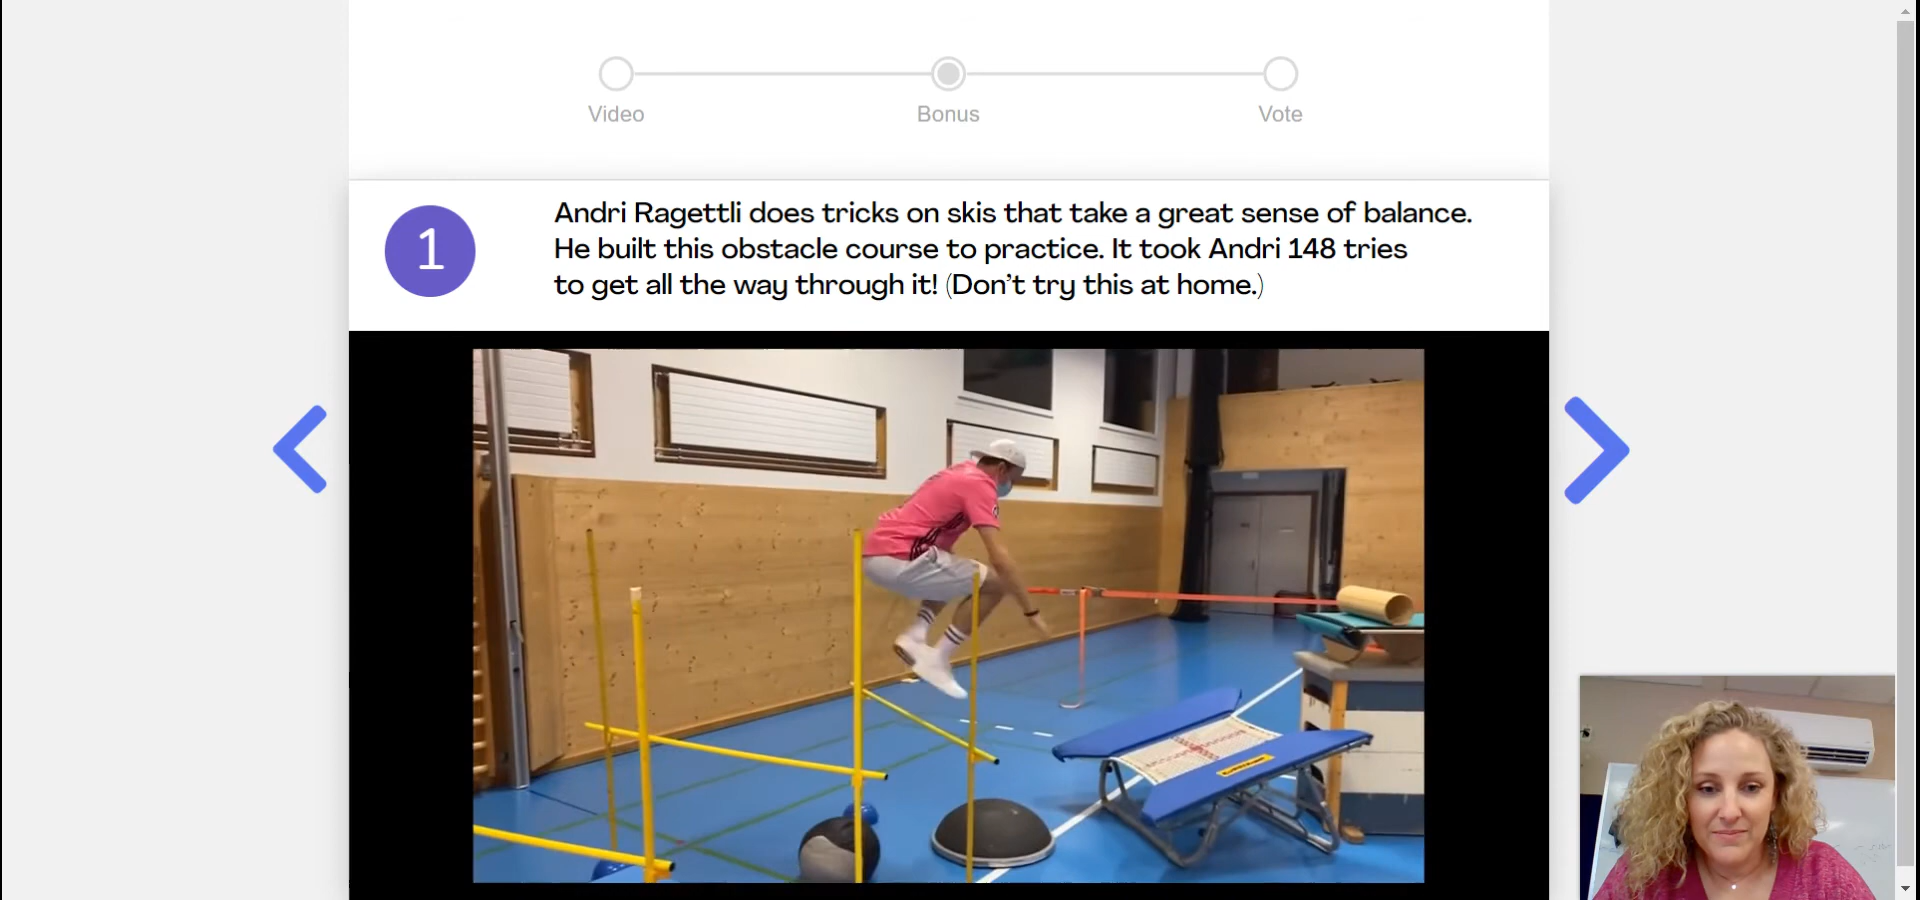 Video Bonus Vote
1
Andri Ragettli does tricks on skis that take a great sense of balance.
He built this obstacle course to practice. It took Andri 148 tries
to get all the way through it! (Don't try this at home.)